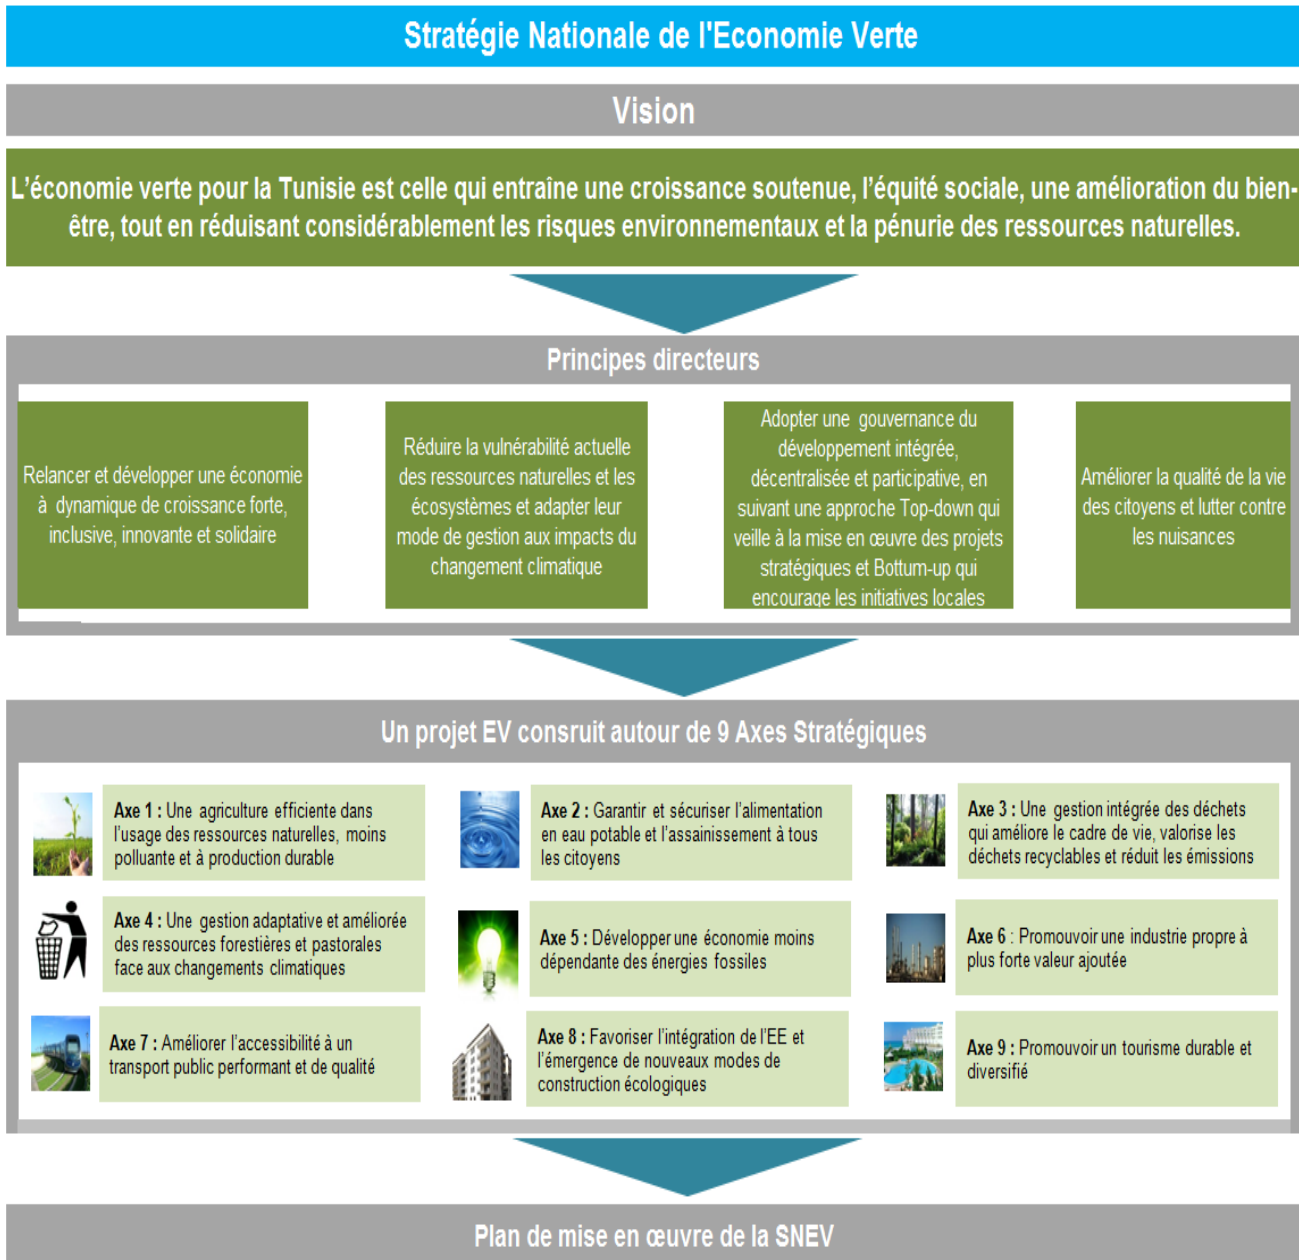 Stratégie Nationale de l'Economie Verte
Vision
L'économie verte pour la Tunisie est celle qui entraîne une croissance soutenue, l'équité sociale, une amélioration du bien-
être, tout en réduisant considérablement les risques environnementaux et la pénurie des ressources naturelles.
Principes directeurs
Relancer et développer une économie
à dynamique de croissance forte,
inclusive, innovante et solidaire
Réduire la vulnérabilité actuelle
des ressources naturelles et les
écosystèmes et adapter leur
mode de gestion aux impacts du
changement climatique
Adopter une gouvernance du
développement intégrée,
décentralisée et participative, en
suivant une approche Top-down qui
veille à la mise en œuvre des projets
stratégiques et Bottum-up qui
encourage les initiatives locales
Améliorer la qualité de la vie
des citoyens et lutter contre
les nuisances
Un projet EV consruit autour de 9 Axes Stratégiques
Axe 1 : Une agriculture efficiente dans
l'usage des ressources naturelles, moins
polluante et à production durable
Axe 2 : Garantir et sécuriser l'alimentation
en eau potable et l'assainissement à tous
les citoyens
Axe 3 : Une gestion intégrée des déchets
qui améliore le cadre de vie, valorise les
déchets recyclables et réduit les émissions
Axe 4 : Une gestion adaptative et améliorée
des ressources forestières et pastorales
face aux changements climatiques
Axe 5 : Développer une économie moins
dépendante des énergies fossiles
Axe 6 : Promouvoir une industrie propre à
plus forte valeur ajoutée
Axe 7 : Améliorer l'accessibilité à un
transport public performant et de qualité
Axe 8 : Favoriser l'intégration de l'EE et
l'émergence de nouveaux modes de
construction écologiques
Axe 9 : Promouvoir un tourisme durable et
diversifié
Plan de mise en œuvre de la SNEV